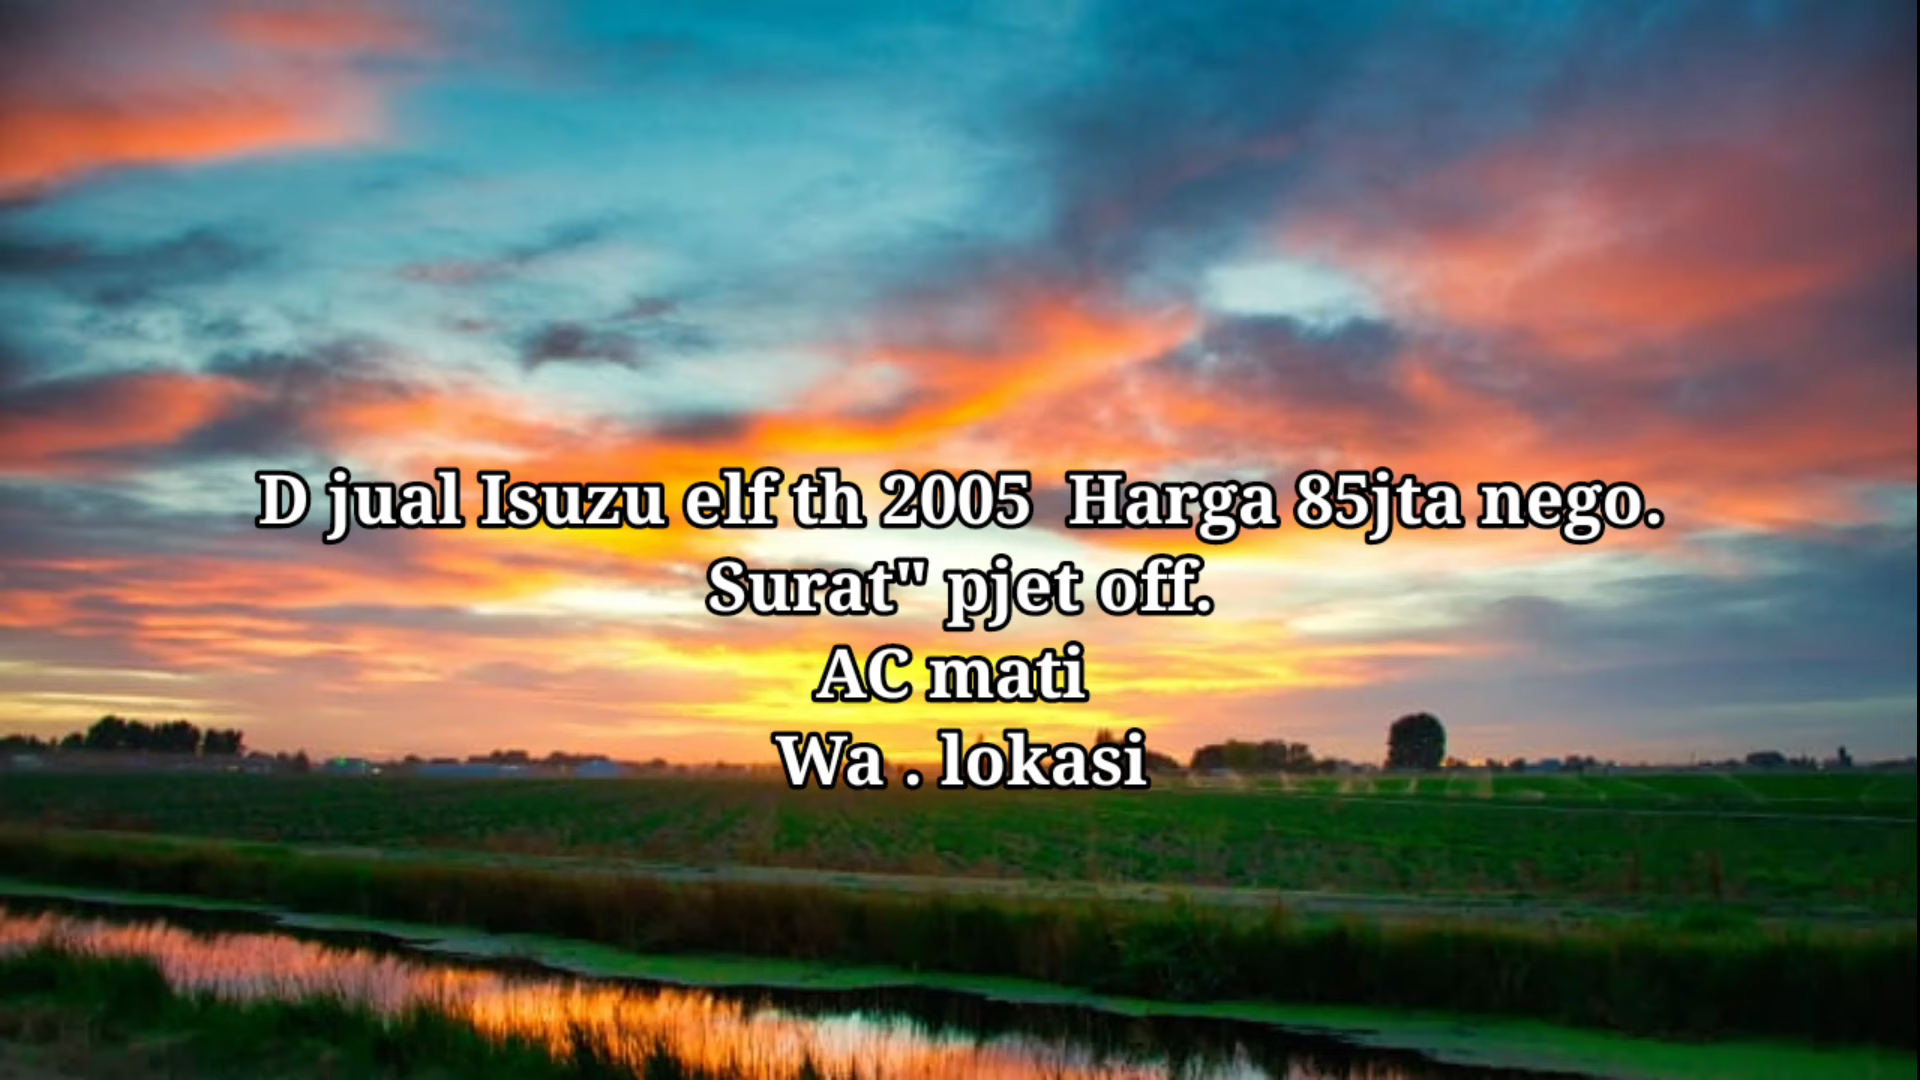 D jual Isuzu elf th 2005  Harga 85jta nego.
Surat" pjet off.
AC mati
Wa . lokasi